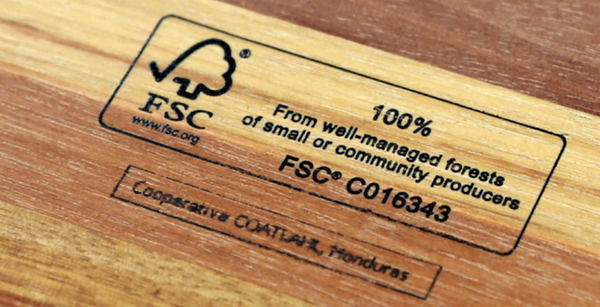 FSC
®
www.fsc.org
100%
From well-managed forests
of small or community producers
FSC® C016343
Cooperativa COATLAHL, Honduras